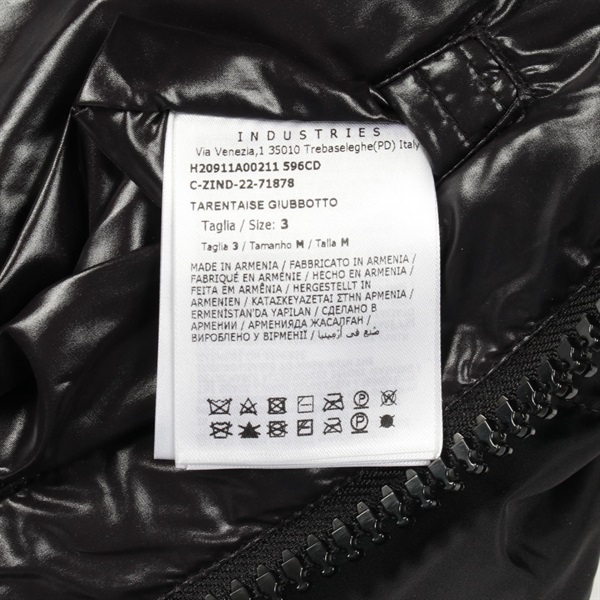 INDUSTRIES
Via Venezia,1 35010 Trebaseleghe(PD) Italy
H20911A00211 596CD
C-ZIND-22-71878
TARENTAISE GIUBBOTTO
Taglia / Size: 3
Taglia 3 / Tamanho M / Talla M
MADE IN ARMENIA / FABBRICATO IN ARMENIA /
FABRIQUÉ EN ARMÉNIE / HECHO EN ARMENIA /
FEITA EM ARMÊNIA / HERGESTELLT IN
ARMENIEN / ΚΑΤΑΣΚΕΥΑΖΕΤΑΙ ΣΤΗΝ ΑΡΜΕΝΙΑ /
ERMENISTAN'DA YAPILAN / СДЕЛАНО В
АРМЕНИИ / АРМЕНИЯДА ЖАСАЛҒАН /
ВИРОБЛЕНО У ВІРМЕНІЇ / صنع في أرمينيا